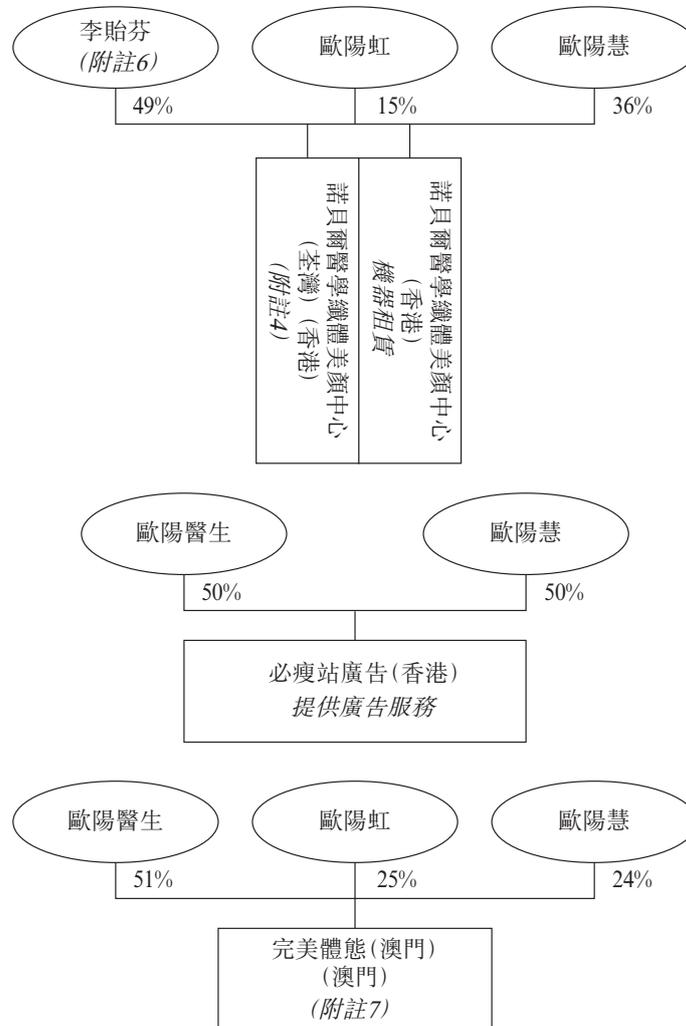 李貽芬
(附註6)
歐陽虹
歐陽慧
49%
15%
36%
諾貝爾醫學纖體美顏中心
(荃灣)(香港)
(附註4)
諾貝爾醫學纖體美顏中心
(香港)
機器租賃
歐陽醫生
歐陽慧
50%
50%
必瘦站廣告(香港)
提供廣告服務
歐陽醫生
歐陽虹
歐陽慧
51%
25%
24%
完美體態(澳門)
(澳門)
(附註7)